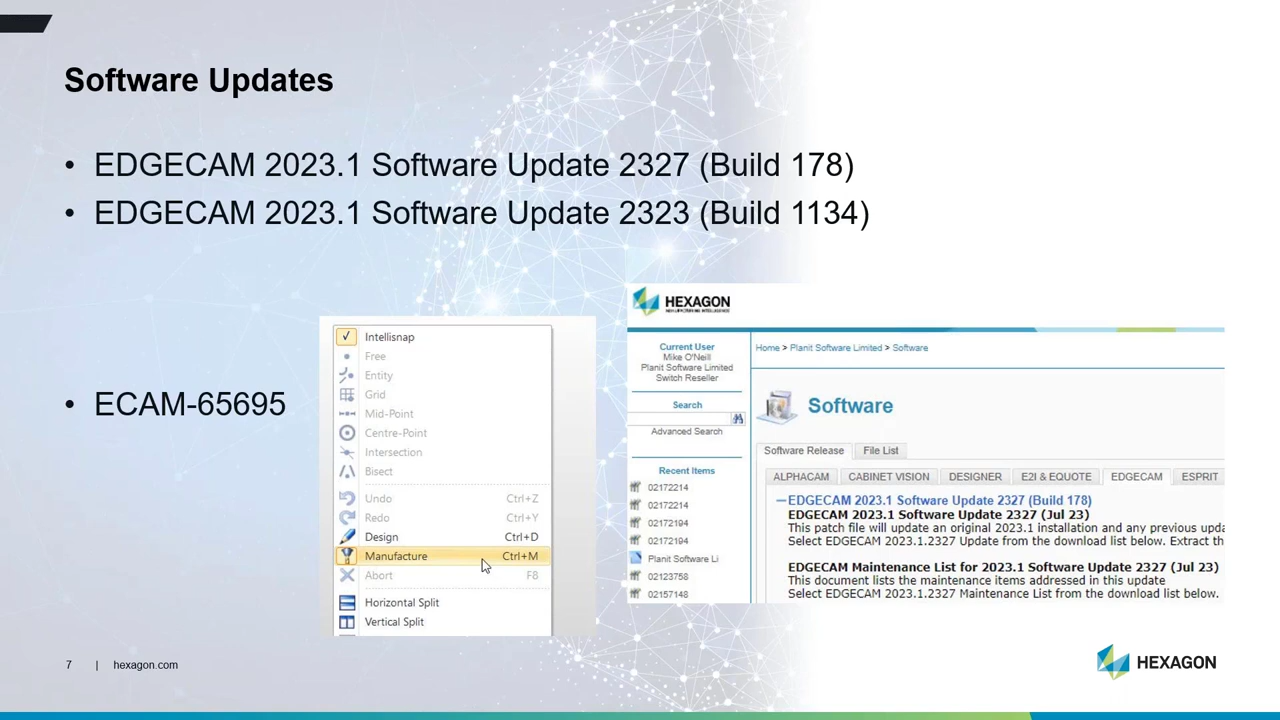 Software Updates
• EDGECAM 2023.1 Software Update 2327 (Build 178)
• EDGECAM 2023.1 Software Update 2323 (Build 1134)
• ECAM-65695
Intellisnap
Free
Entity
Grid
Mid-Point
Centre-Point
Intersection
Bisect
Undo Ctrl+Z
Redo Ctrl+Y
Design Ctrl+D
Manufacture Ctrl+M
Abort F8
Horizontal Split
Vertical Split
HEXAGON
Current User
Mike O'Neill
Planit Software Limited
Switch Reseller
Search
Advanced Search
Recent Items
02172214
02172214
02172194
02172194
Planit Software Li
02123758
02157148
Home > Planit Software Limited > Software
Software
Software Release File List
ALPHACAM CABINET VISION DESIGNER E2I & EQUOTE EDGECAM ESPRIT
EDGECAM 2023.1 Software Update 2327 (Build 178)
EDGECAM 2023.1 Software Update 2327 (Jul 23)
This patch file will update an original 2023.1 installation and any previous upda
Select EDGECAM 2023.1.2327 Update from the download list below. Extract th
EDGECAM Maintenance List for 2023.1 Software Update 2327 (Jul 23)
This document lists the maintenance items addressed in this update
Select EDGECAM 2023.1.2327 Maintenance List from the download list below.
7 | hexagon.com
HEXAGON